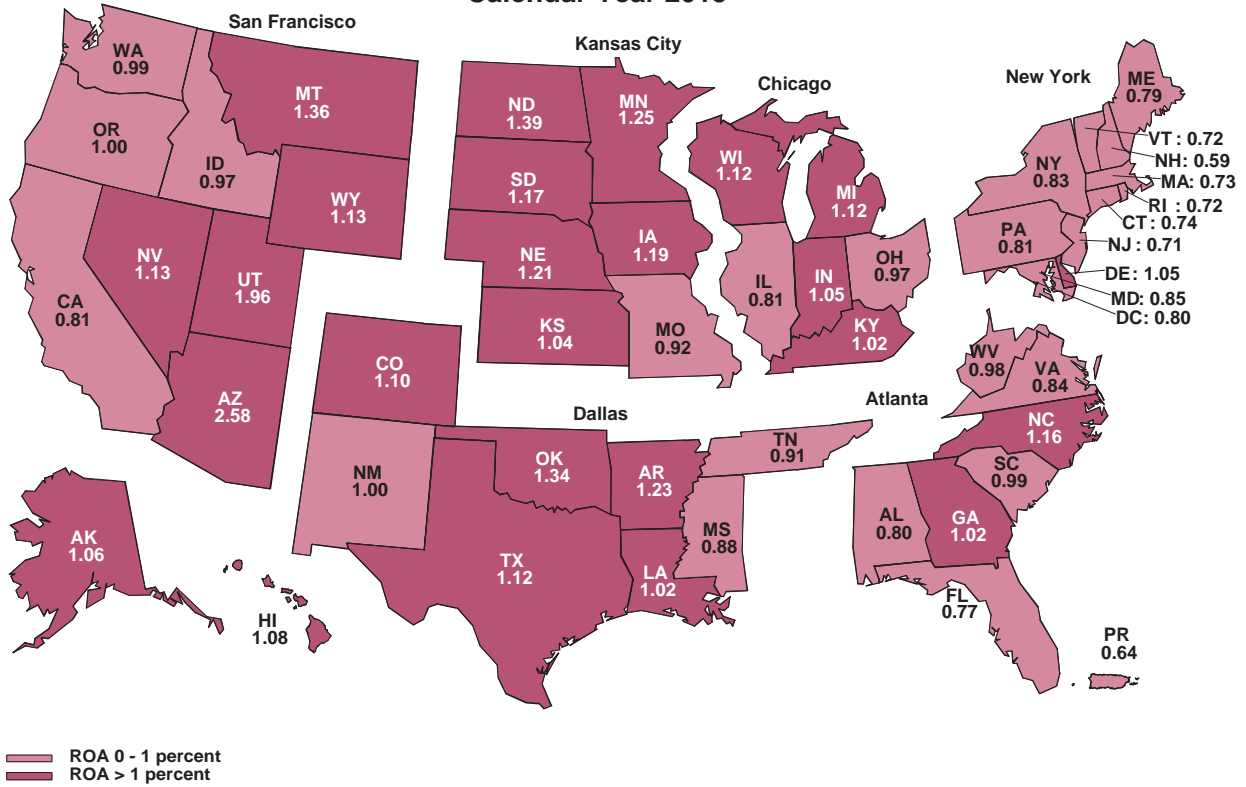 Calendar Year
San Francisco
Kansas City
Chicago
New York
WA
0.99
MT
1.36
OR
1.00
ID
0.97
WY
1.13
NV
1.13
UT
1.96
CA
0.81
AZ
2.58
AK
1.06
HI
1.08
ND
1.39
MN
1.25
SD
1.17
NE
1.21
IA
1.19
KS
1.04
MO
0.92
WI
1.12
MI
1.12
IL
0.81
IN
1.05
OH
0.97
KY
1.02
ME
0.79
VT : 0.72
NH: 0.59
MA: 0.73
RI : 0.72
CT : 0.74
NJ : 0.71
DE: 1.05
MD: 0.85
DC: 0.80
NY
0.83
PA
0.81
Dallas
CO
1.10
NM
1.00
OK
1.34
AR
1.23
TX
1.12
LA
1.02
TN
0.91
MS
0.88
Atlanta
WV
0.98
VA
0.84
NC
1.16
SC
0.99
AL
0.80
GA
1.02
FL
0.77
PR
0.64
ROA 0 - 1 percent
ROA > 1 percent